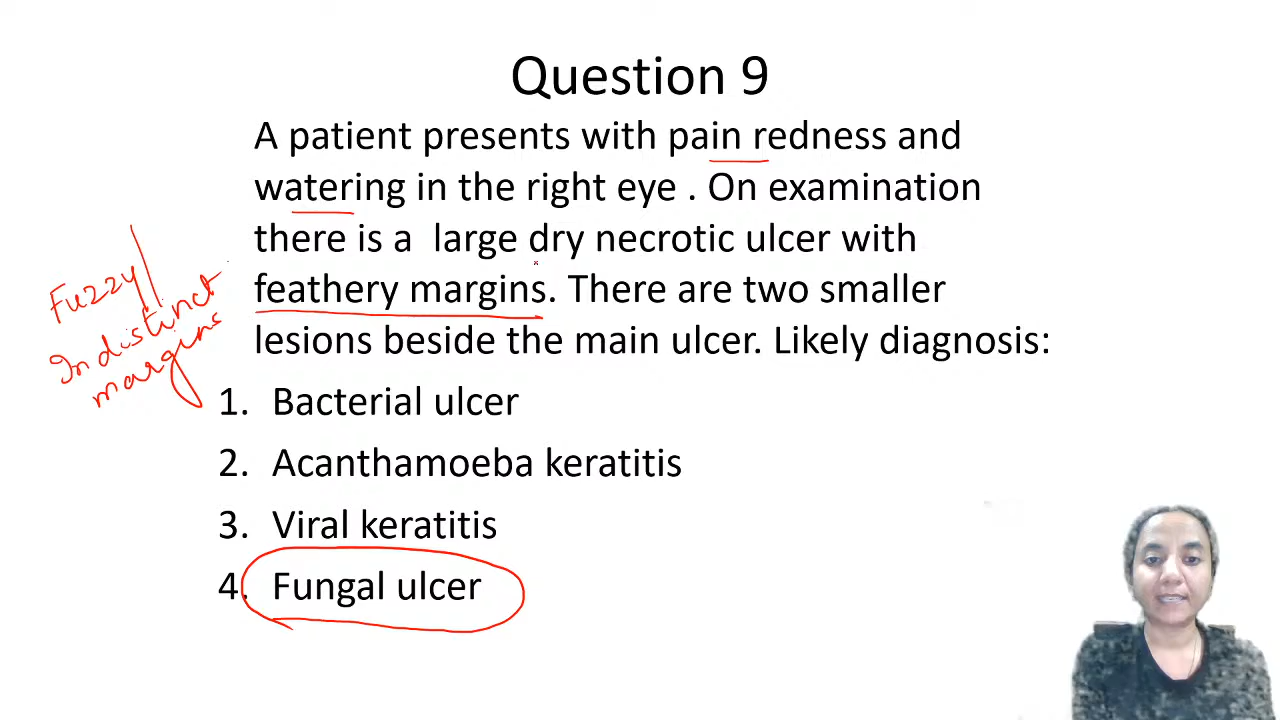 Question 9
A patient presents with pain redness and
watering in the right eye . On examination
there is a large dry necrotic ulcer with
feathery margins. There are two smaller
lesions beside the main ulcer. Likely diagnosis:
Fuzzy/
Indistinct
margins
1. Bacterial ulcer
2. Acanthamoeba keratitis
3. Viral keratitis
4. Fungal ulcer